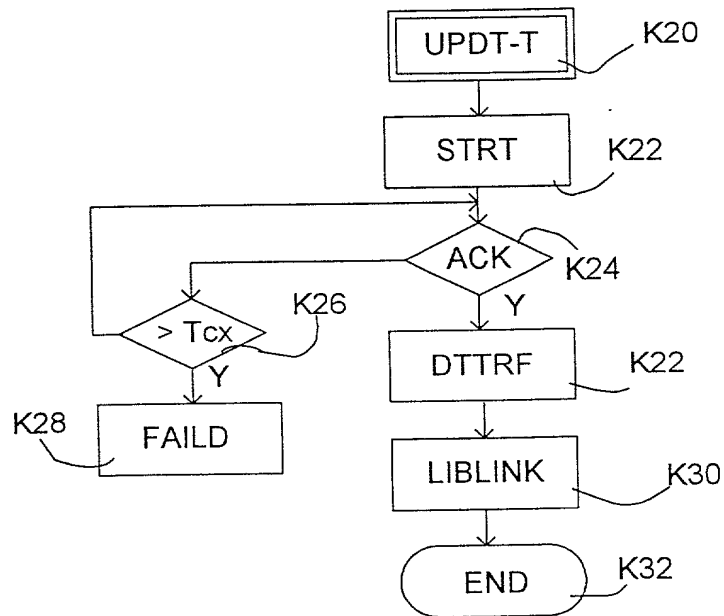 UPDT-T
K20
STRT
K22
ACK
K24
Y
> Tcx
K26
Y
DTTRF
K22
FAILD
K28
LIBLINK
K30
END
K32